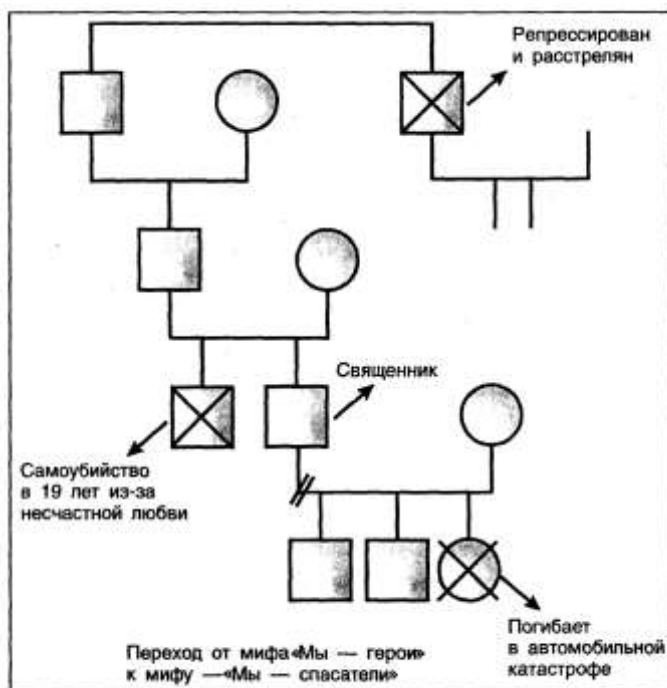 Репрессирован
и расстрелян
Священник
Самоубийство
в 19 лет из-за
несчастной любви
Погибает
в автомобильной
катастрофе
Переход от мифа«Мы — герои»
к мифу —«Мы — спасатели»